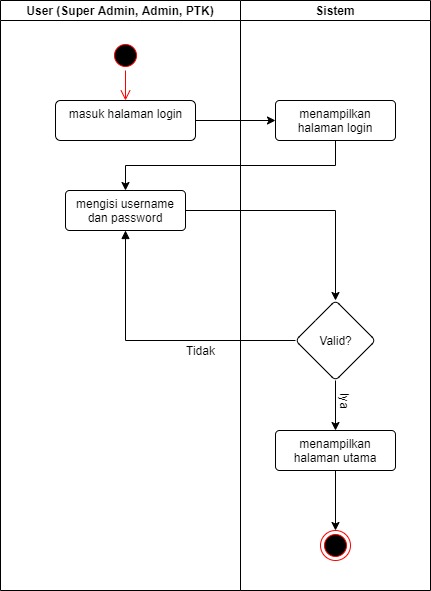 User (Super Admin, Admin, PTK)
Sistem
masuk halaman login
menampilkan
halaman login
mengisi username
dan password
Valid?
Tidak
Iya
menampilkan
halaman utama